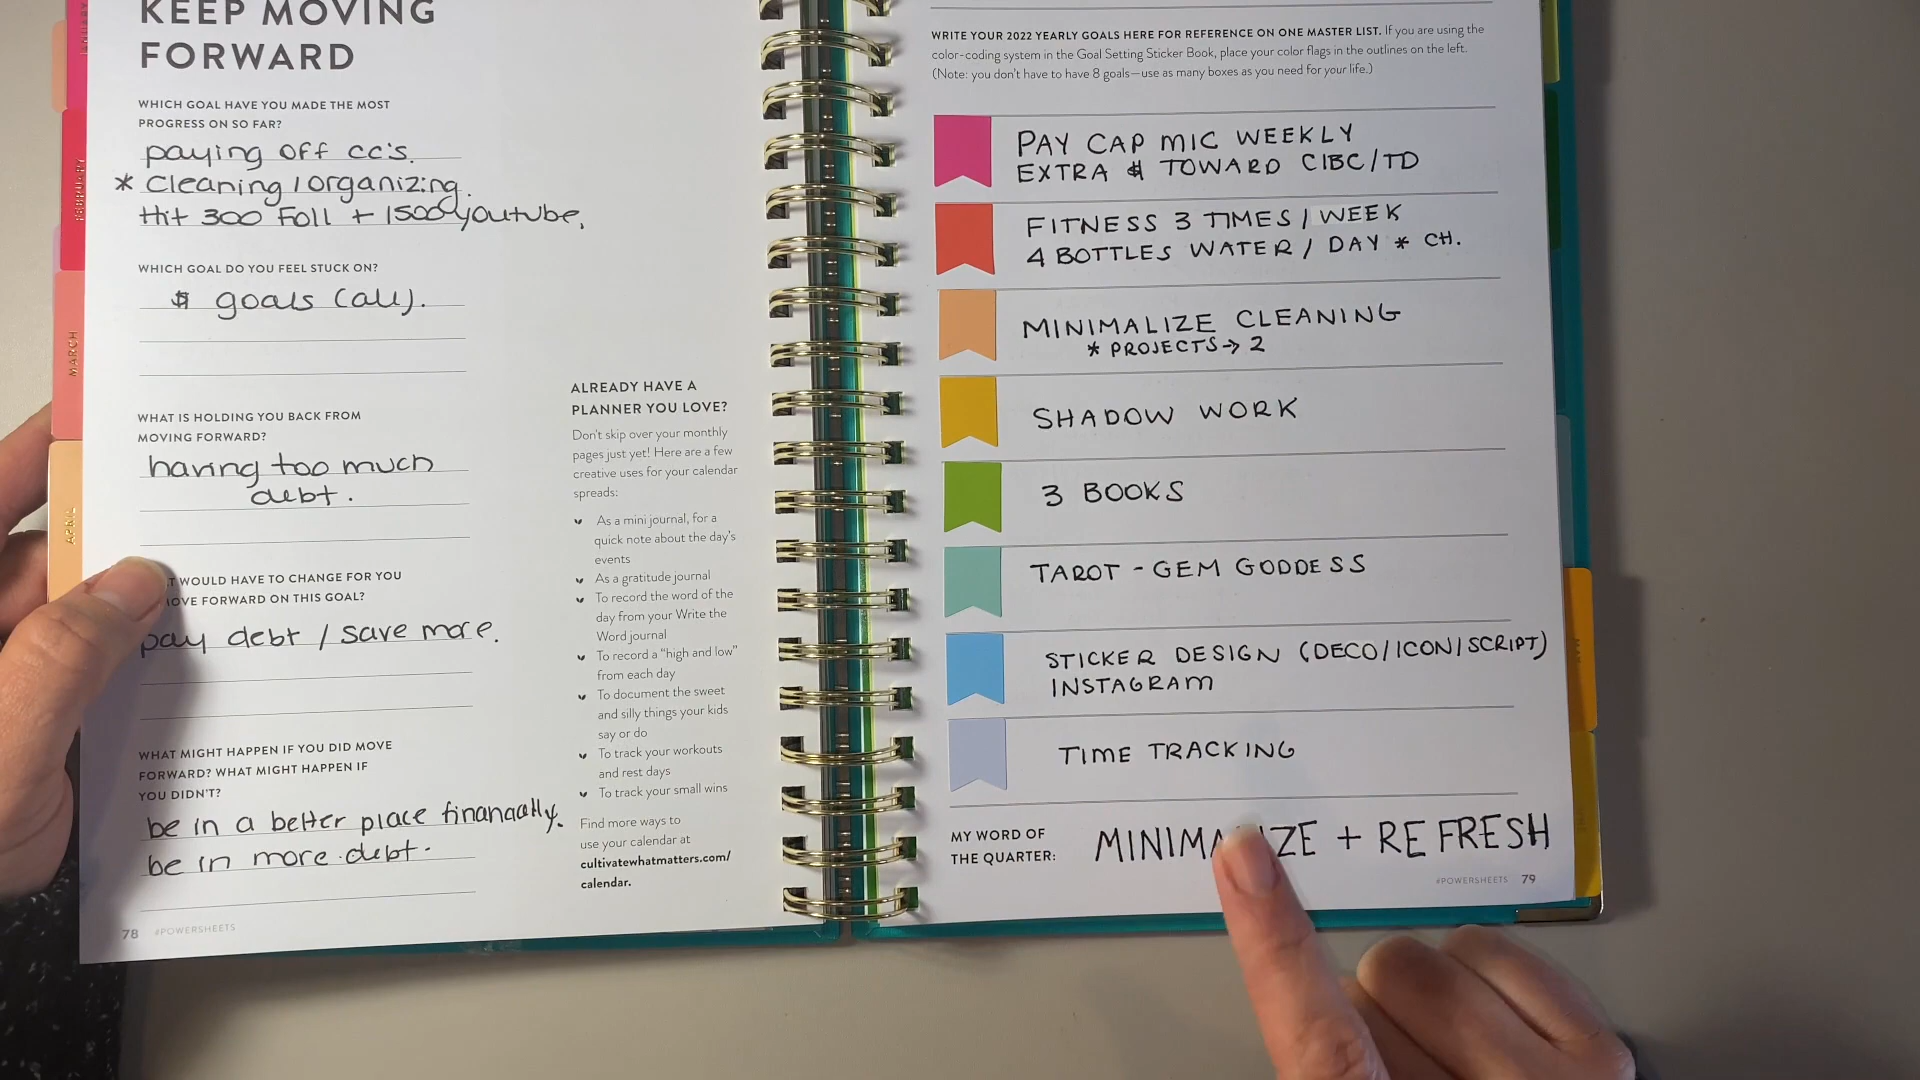 KEEP MOVING
FORWARD
WHICH GOAL HAVE YOU MADE THE MOST
PROGRESS ON SO FAR?
paying off cc's.
* Cleaning / organizing.
Hit 300 Foll + 1500 youtube.
WHICH GOAL DO YOU FEEL STUCK ON?
$ goals (all).
WHAT IS HOLDING YOU BACK FROM
MOVING FORWARD?
having too much
debt.
WOULD HAVE TO CHANGE FOR YOU
FORWARD ON THIS GOAL?
pay debt / save more.
WHAT MIGHT HAPPEN IF YOU DID MOVE
FORWARD? WHAT MIGHT HAPPEN IF
YOU DIDN'T?
be in a better place
be in more debt.
78 #POWERSHEETS
ALREADY HAVE A
PLANNER YOU LOVE?
Don't skip over your monthly
pages just yet! Here are a few
creative uses for your calendar
spreads:
As a mini journal, for a
quick note about the day's
events
As a gratitude journal
To record the word of the
day from your Write the
Word journal
To record a "high and low"
from each day
To document the sweet
and silly things your kids
say or do
To track your workouts
and rest days
To track your small wins
Find more ways to
use your calendar at
cultivatewhatmatters.com/
calendar.
WRITE YOUR 2022 YEARLY GOALS HERE FOR REFERENCE ON ONE MASTER LIST. If you are using the
color-coding system in the Goal Setting Sticker Book, place your color flags in the outlines on the left.
(Note: you don't have to have 8 goals—use as many boxes as you need for your life.)
PAY CAP MIC WEEKLY
EXTRA $ TOWARD CIBC/TD
FITNESS 3 TIMES / WEEK
4 BOTTLES WATER / DAY * CH.
MINIMALIZE CLEANING
* PROJECTS → 2
SHADOW WORK
3 BOOKS
TAROT - GEM GODDESS
STICKER DESIGN (DECO/ICON/SCRIPT)
INSTAGRAM
TIME TRACKING
MY WORD OF
THE QUARTER:
MINIMALIZE + REFRESH
#POWERSHEETS 79
FEBRUARY
MARCH
APRIL
MAY